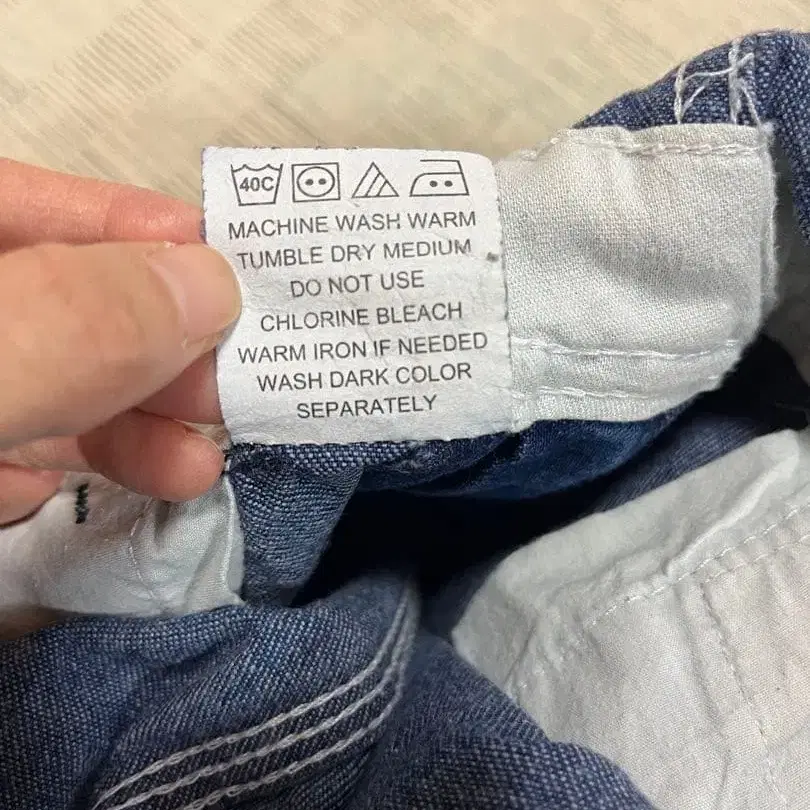 40C
MACHINE WASH WARM
TUMBLE DRY MEDIUM
DO NOT USE
CHLORINE BLEACH
WARM IRON IF NEEDED
WASH DARK COLOR
SEPARATELY